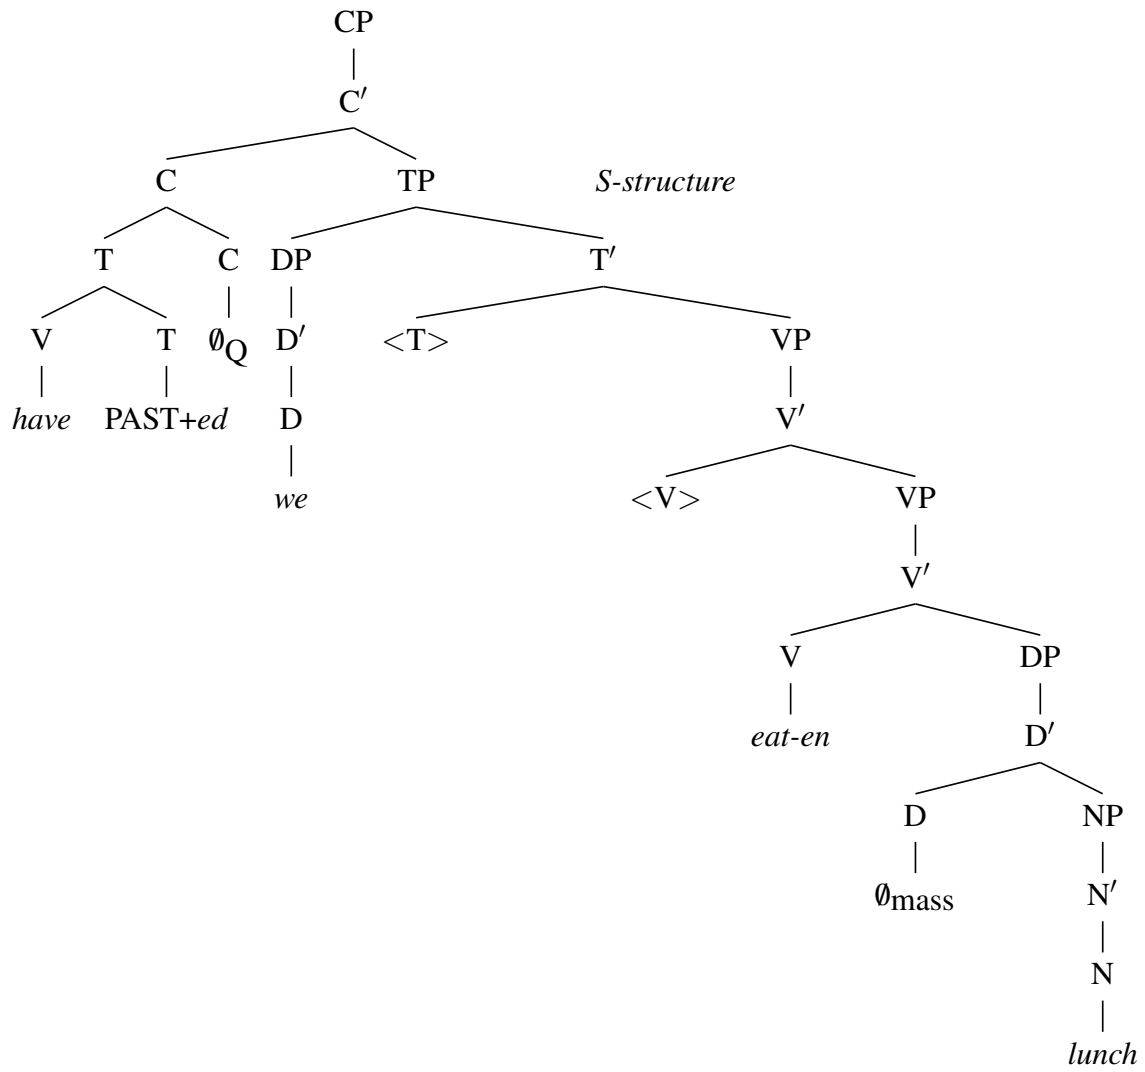 CP
C′
C TP S-structure
T C DP T′
V T ∅Q D′ <T> VP
have PAST+ed D V′
we <V> VP
V′
V DP
eat-en D′
D NP
∅mass N′
N
lunch